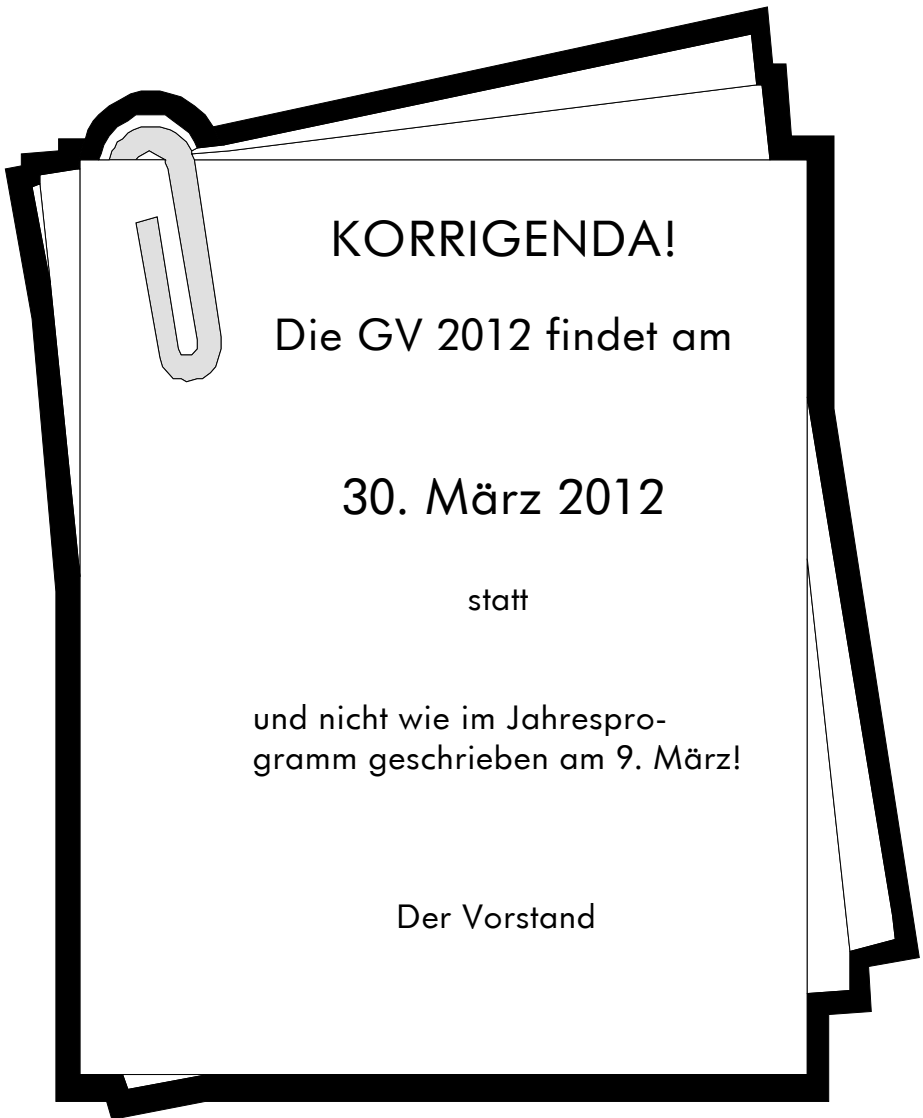 KORRIGENDA!
Die GV 2012 findet am
30. März 2012
statt
und nicht wie im Jahrespro-
gramm geschrieben am 9. März!
Der Vorstand